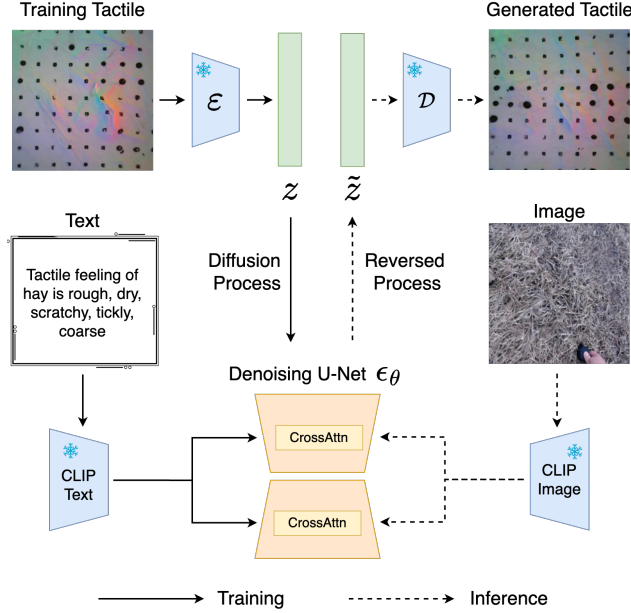 Training Tactile
Generated Tactile
ℰ
𝒟
z
z̃
Text
Image
Tactile feeling of
hay is rough, dry,
scratchy, tickly,
coarse
Diffusion
Process
Reversed
Process
Denoising U-Net ϵθ
CrossAttn
CLIP
Text
CLIP
Image
CrossAttn
Training
Inference